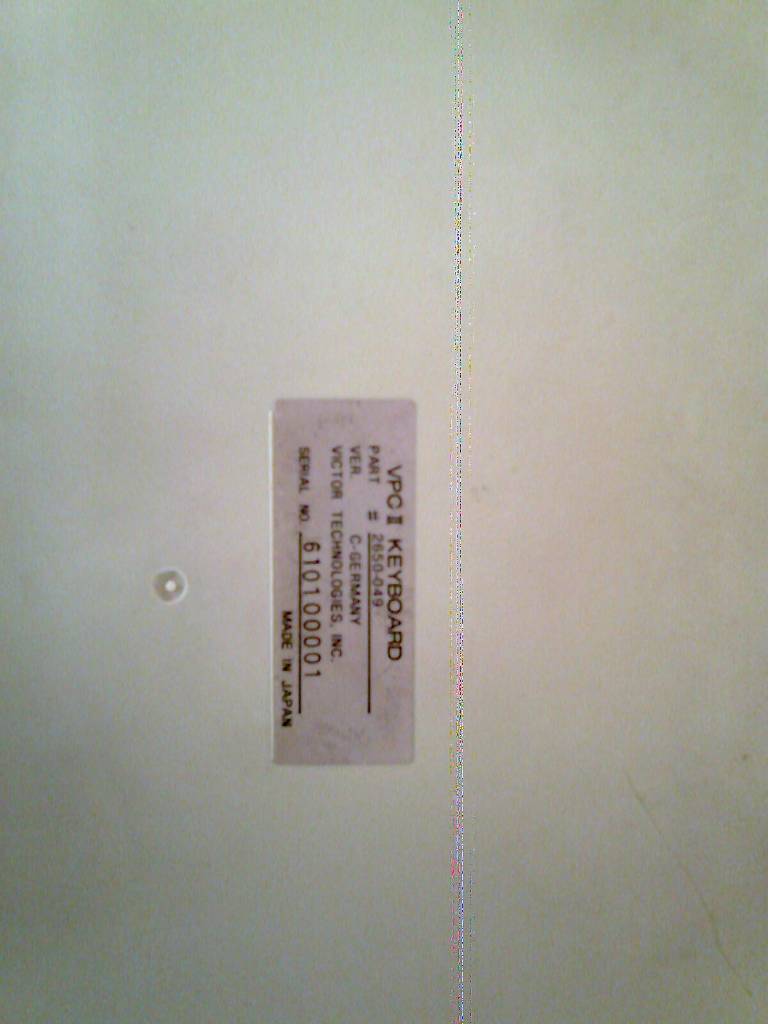 VPC II KEYBOARD
PART # 2650-049
VER. C-GERMANY
VICTOR TECHNOLOGIES, INC.
SERIAL NO. 610100001
MADE IN JAPAN